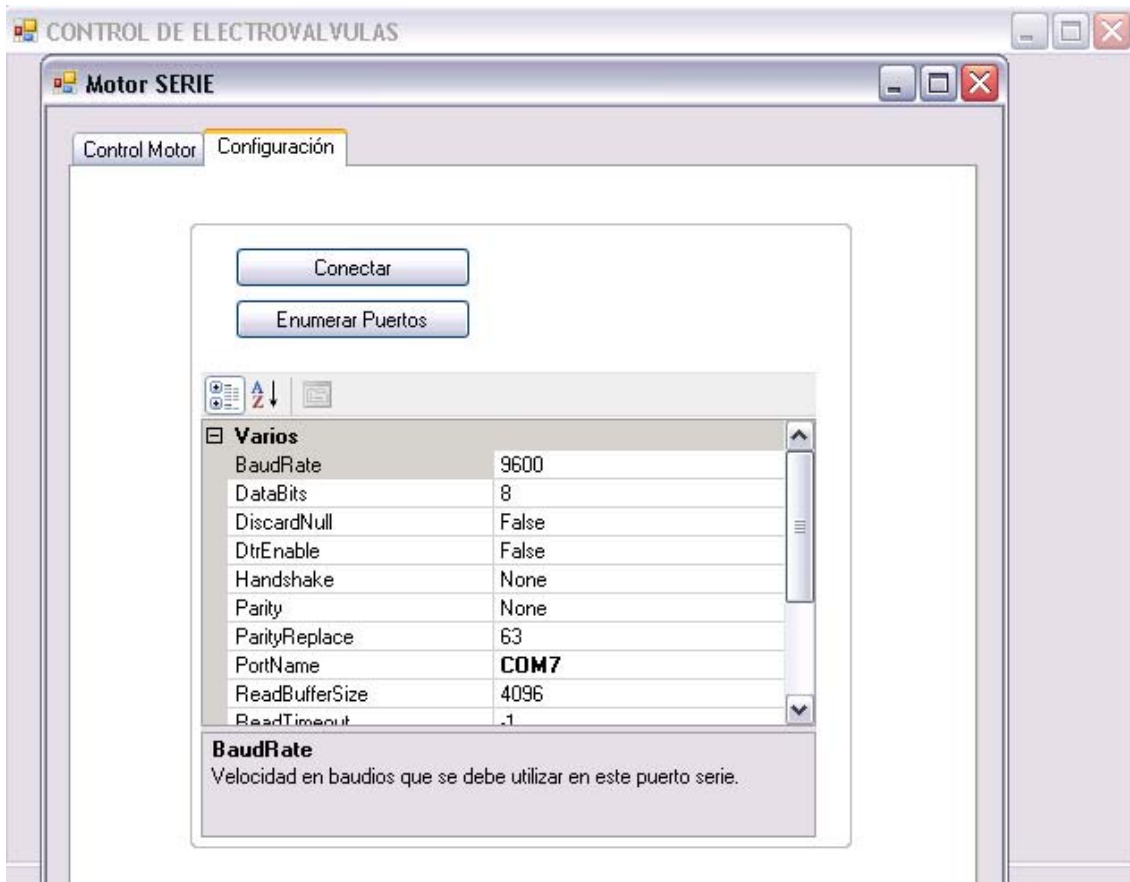 CONTROL DE ELECTROVALVULAS
Motor SERIE
Control Motor Configuración
Conectar
Enumerar Puertos
A
Z
Varios
BaudRate 9600
DataBits 8
DiscardNull False
DtrEnable False
Handshake None
Parity None
ParityReplace 63
PortName COM7
ReadBufferSize 4096
ReadTimeout -1
BaudRate
Velocidad en baudios que se debe utilizar en este puerto serie.